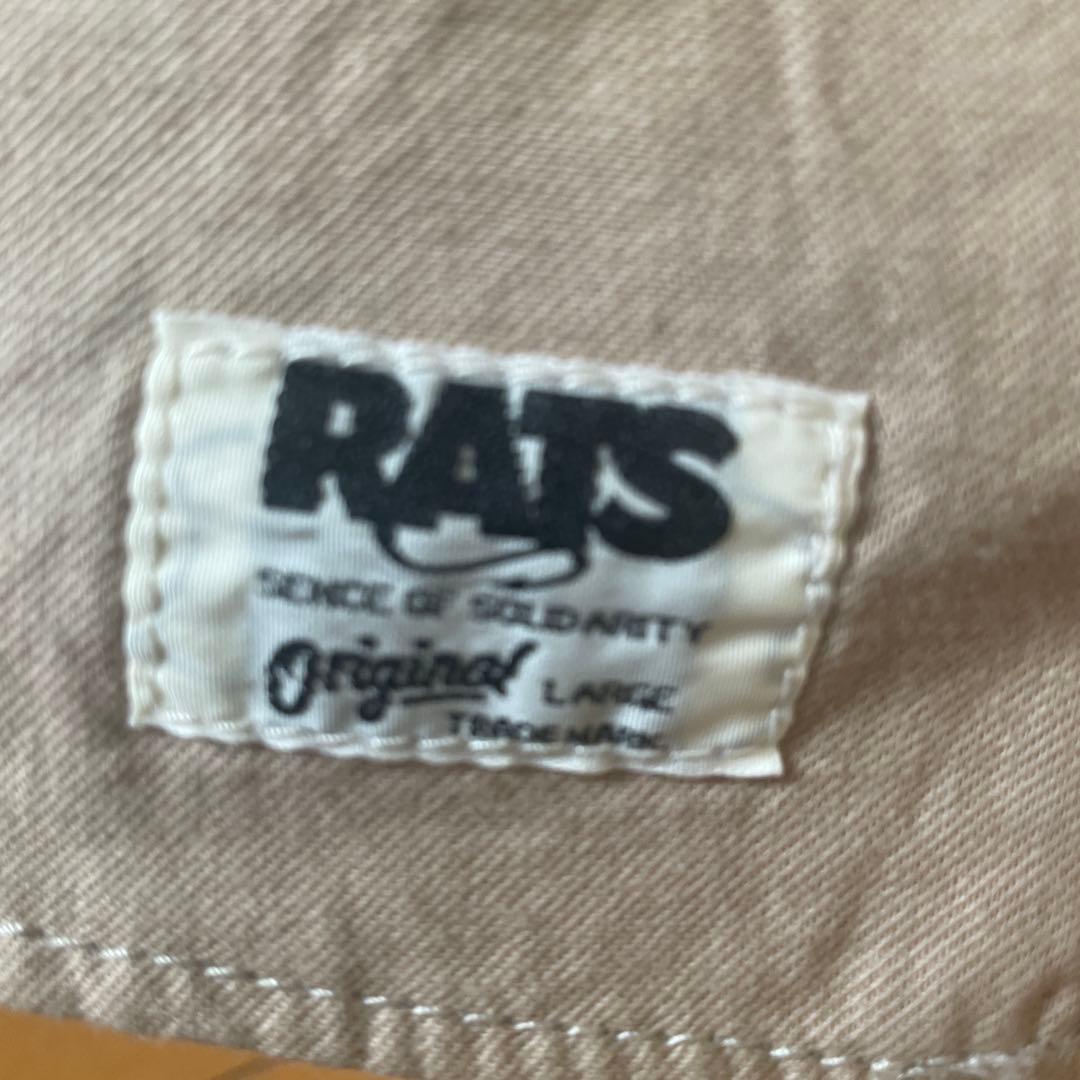 RATS
SENCE OF SOLIDARITY
Original LARGE
TRADE MARK